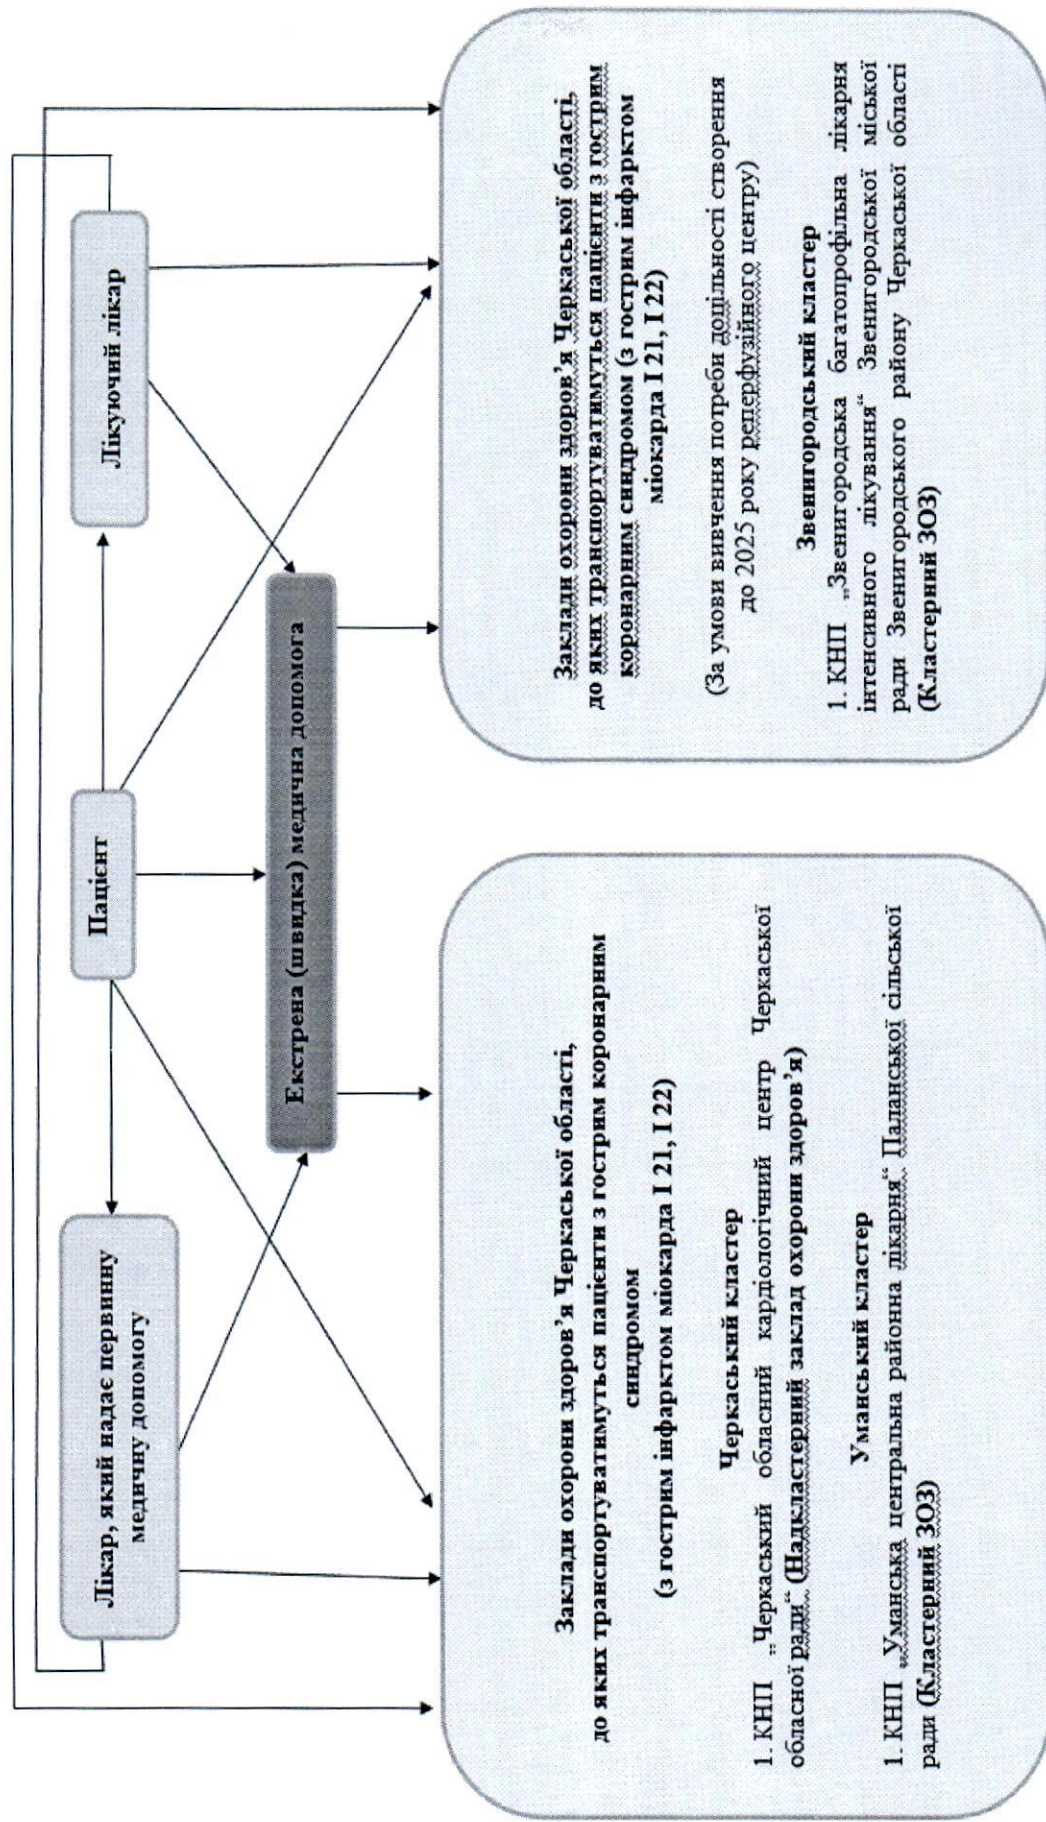 Пацієнт
Лікар, який надає первинну
медичну допомогу
Лікуючий лікар
Екстрена (швидка) медична допомога
Заклади охорони здоров’я Черкаської області,
до яких транспортуватимуться пацієнти з гострим коронарним
синдромом
(з гострим інфарктом міокарда I 21, I 22)
Черкаський кластер
1. КНП „Черкаський обласний кардіологічний центр Черкаської
обласної ради“ (Надкластерний заклад охорони здоров’я)
Уманський кластер
1. КНП „Уманська центральна районна лікарня“ Паланської сільської
ради (Кластерний ЗОЗ)
Заклади охорони здоров’я Черкаської області,
до яких транспортуватимуться пацієнти з гострим
коронарним синдромом (з гострим інфарктом
міокарда I 21, I 22)
(За умови вивчення потреби доцільності створення
до 2025 року реперфузійного центру)
Звенигородський кластер
1. КНП „Звенигородська багатопрофільна лікарня
інтенсивного лікування“ Звенигородської міської
ради Звенигородського району Черкаської області
(Кластерний ЗОЗ)